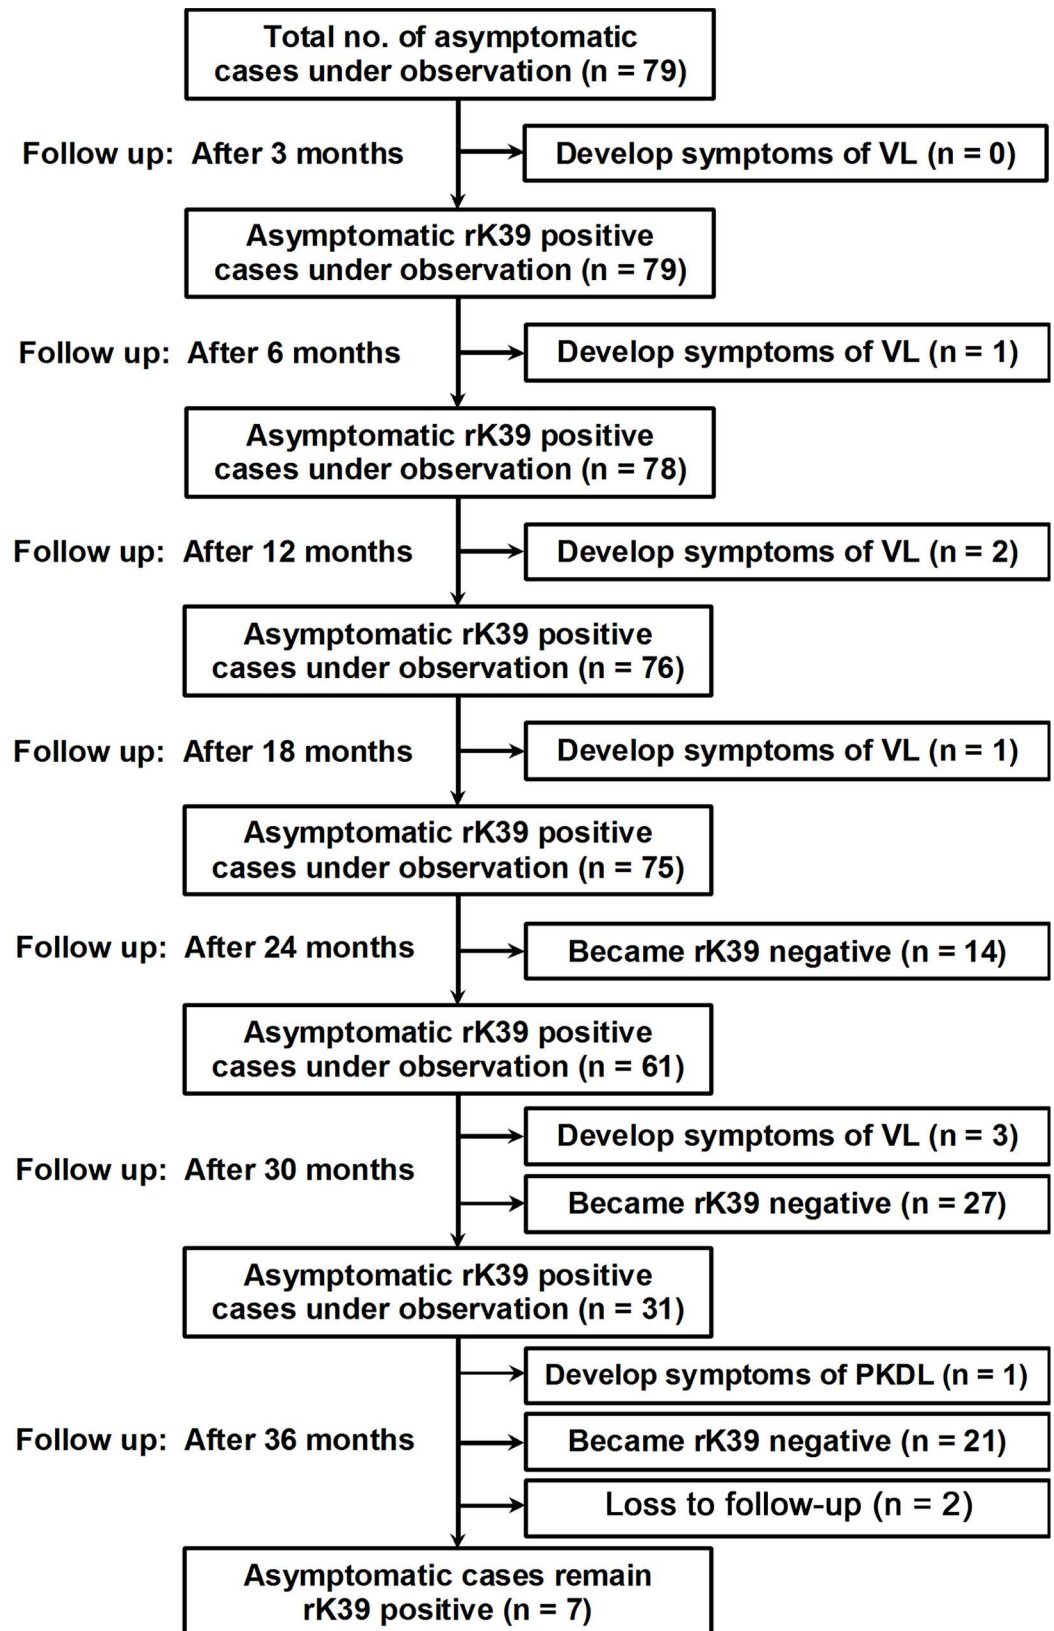 Total no. of asymptomatic
cases under observation (n = 79)
Follow up: After 3 months
Develop symptoms of VL (n = 0)
Asymptomatic rK39 positive
cases under observation (n = 79)
Follow up: After 6 months
Develop symptoms of VL (n = 1)
Asymptomatic rK39 positive
cases under observation (n = 78)
Follow up: After 12 months
Develop symptoms of VL (n = 2)
Asymptomatic rK39 positive
cases under observation (n = 76)
Follow up: After 18 months
Develop symptoms of VL (n = 1)
Asymptomatic rK39 positive
cases under observation (n = 75)
Follow up: After 24 months
Became rK39 negative (n = 14)
Asymptomatic rK39 positive
cases under observation (n = 61)
Follow up: After 30 months
Develop symptoms of VL (n = 3)
Became rK39 negative (n = 27)
Asymptomatic rK39 positive
cases under observation (n = 31)
Follow up: After 36 months
Develop symptoms of PKDL (n = 1)
Became rK39 negative (n = 21)
Loss to follow-up (n = 2)
Asymptomatic cases remain
rK39 positive (n = 7)